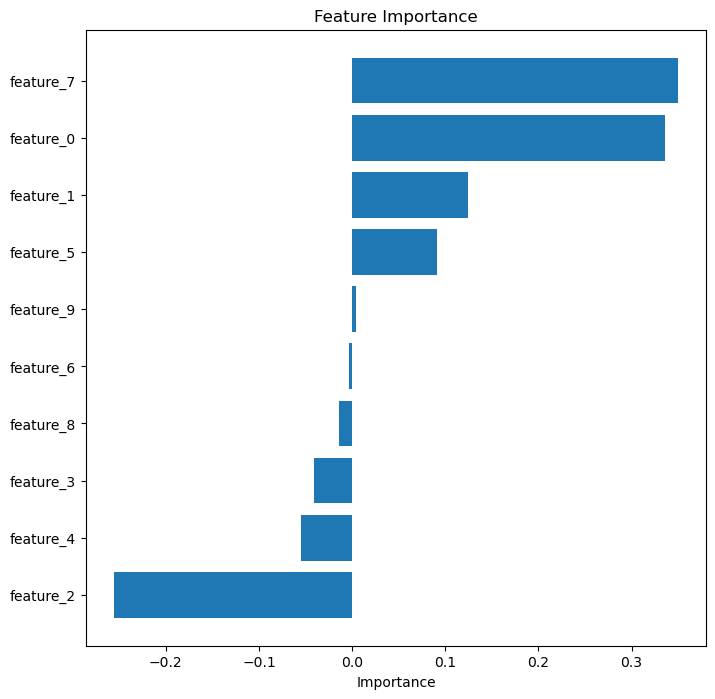 Feature Importance
feature_7
feature_0
feature_1
feature_5
feature_9
feature_6
feature_8
feature_3
feature_4
feature_2
−0.2 −0.1 0.0 0.1 0.2 0.3
Importance